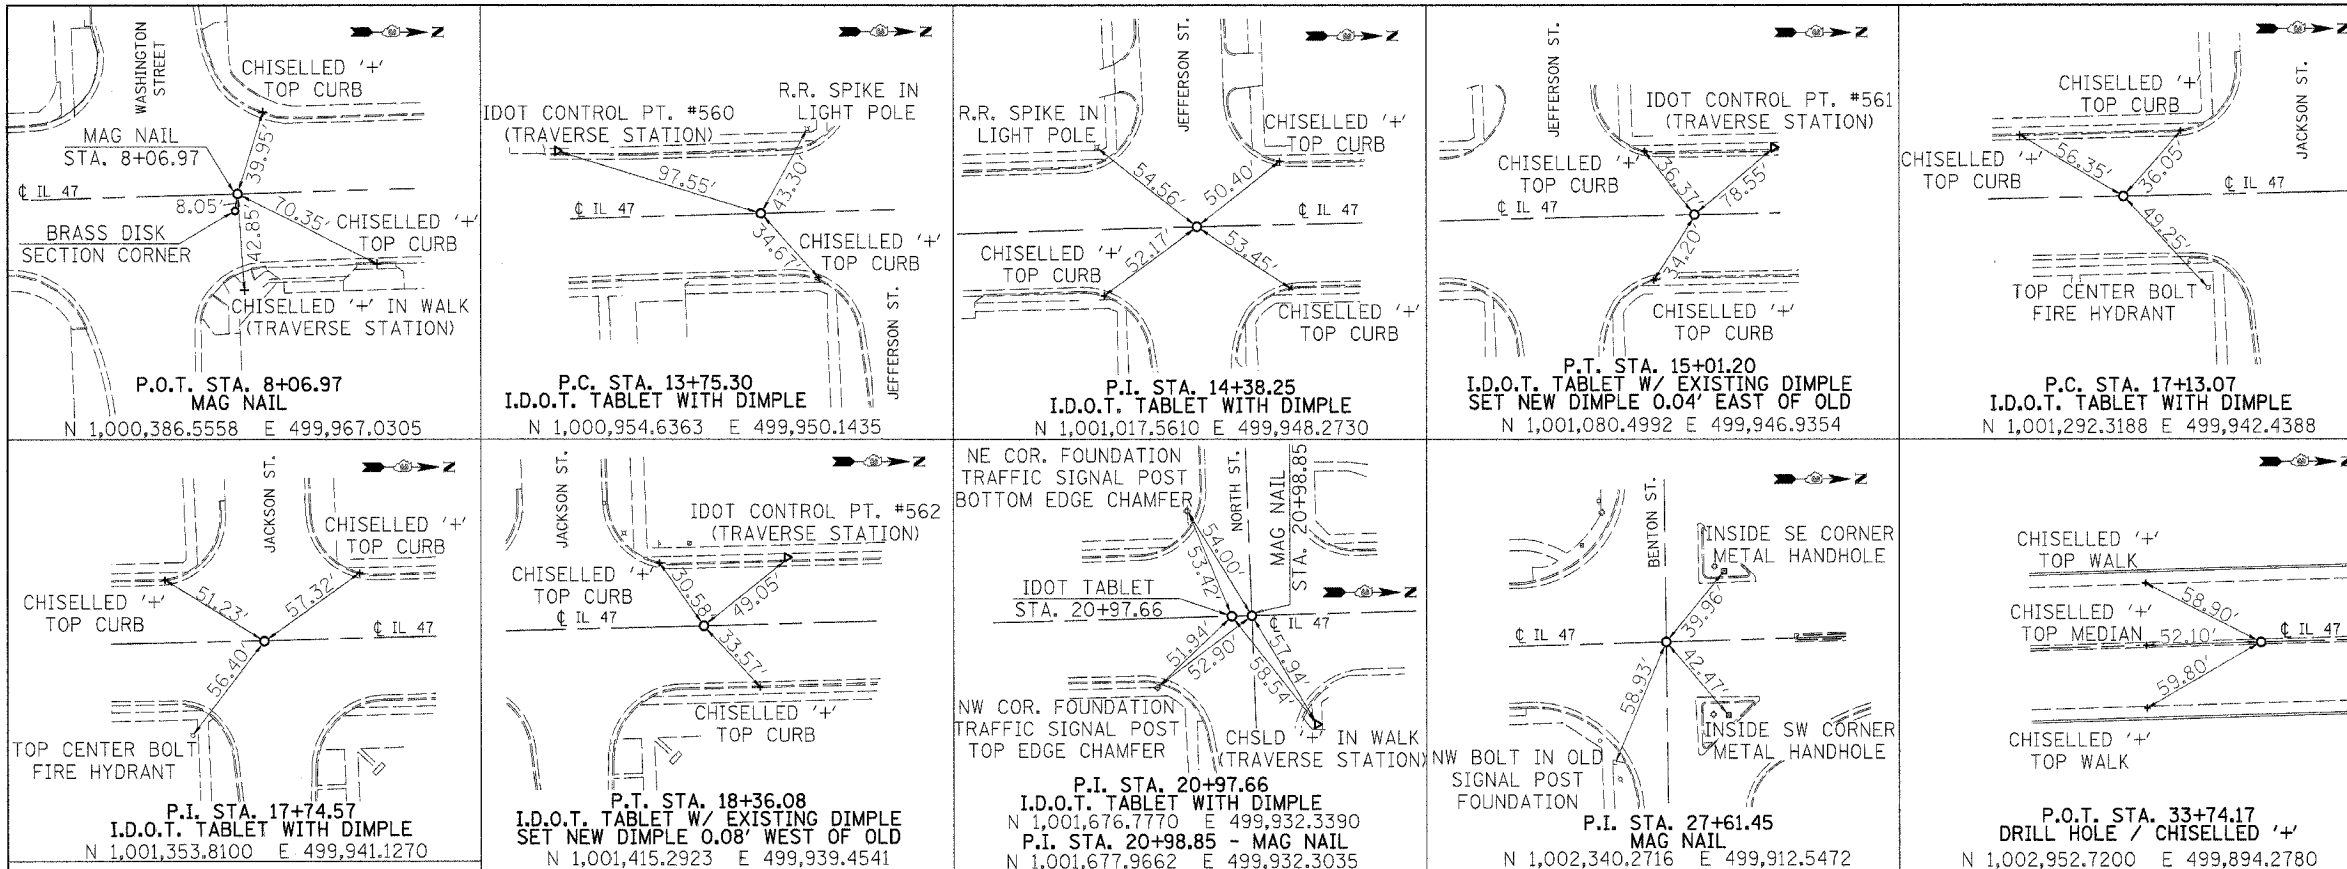 WASHINGTON
STREET
Z
CHISELLED '+'
TOP CURB
MAG NAIL
STA. 8+06.97
39.95'
℄ IL 47
8.05'
70.35'
42.85'
CHISELLED '+'
TOP CURB
BRASS DISK
SECTION CORNER
CHISELLED '+' IN WALK
(TRAVERSE STATION)
P.O.T. STA. 8+06.97
MAG NAIL
N 1,000,386.5558 E 499,967.0305
Z
R.R. SPIKE IN
LIGHT POLE
IDOT CONTROL PT. #560
(TRAVERSE STATION)
97.55'
43.30'
℄ IL 47
34.67'
CHISELLED '+'
TOP CURB
JEFFERSON ST.
P.C. STA. 13+75.30
I.D.O.T. TABLET WITH DIMPLE
N 1,000,954.6363 E 499,950.1435
JEFFERSON ST.
Z
R.R. SPIKE IN
LIGHT POLE
CHISELLED '+'
TOP CURB
54.56'
50.40'
℄ IL 47
CHISELLED '+'
TOP CURB
52.17'
53.45'
CHISELLED '+'
TOP CURB
P.I. STA. 14+38.25
I.D.O.T. TABLET WITH DIMPLE
N 1,001,017.5610 E 499,948.2730
JEFFERSON ST.
Z
IDOT CONTROL PT. #561
(TRAVERSE STATION)
CHISELLED '+'
TOP CURB
36.37'
78.55'
℄ IL 47
34.20'
CHISELLED '+'
TOP CURB
P.T. STA. 15+01.20
I.D.O.T. TABLET W/ EXISTING DIMPLE
SET NEW DIMPLE 0.04' EAST OF OLD
N 1,001,080.4992 E 499,946.9354
Z
JACKSON ST.
CHISELLED '+'
TOP CURB
CHISELLED '+'
TOP CURB
56.35'
36.05'
℄ IL 47
49.25'
TOP CENTER BOLT
FIRE HYDRANT
P.C. STA. 17+13.07
I.D.O.T. TABLET WITH DIMPLE
N 1,001,292.3188 E 499,942.4388
JACKSON ST.
Z
CHISELLED '+'
TOP CURB
CHISELLED '+'
TOP CURB
51.23'
57.32'
℄ IL 47
56.40'
TOP CENTER BOLT
FIRE HYDRANT
P.I. STA. 17+74.57
I.D.O.T. TABLET WITH DIMPLE
N 1,001,353.8100 E 499,941.1270
JACKSON ST.
Z
IDOT CONTROL PT. #562
(TRAVERSE STATION)
CHISELLED '+'
TOP CURB
30.58'
49.05'
℄ IL 47
33.57'
CHISELLED '+'
TOP CURB
P.T. STA. 18+36.08
I.D.O.T. TABLET W/ EXISTING DIMPLE
SET NEW DIMPLE 0.08' WEST OF OLD
N 1,001,415.2923 E 499,939.4541
NE COR. FOUNDATION
TRAFFIC SIGNAL POST
BOTTOM EDGE CHAMFER
NORTH ST.
MAG NAIL
STA. 20+98.85
54.00'
53.42'
Z
IDOT TABLET
STA. 20+97.66
℄ IL 47
51.94'
52.90'
57.94'
58.54'
NW COR. FOUNDATION
TRAFFIC SIGNAL POST
TOP EDGE CHAMFER
CHSLD '+' IN WALK
(TRAVERSE STATION)
P.I. STA. 20+97.66
I.D.O.T. TABLET WITH DIMPLE
N 1,001,676.7770 E 499,932.3390
P.I. STA. 20+98.85 - MAG NAIL
N 1,001,677.9662 E 499,932.3035
BENTON ST.
Z
INSIDE SE CORNER
METAL HANDHOLE
39.96'
℄ IL 47
58.93'
42.47'
INSIDE SW CORNER
METAL HANDHOLE
NW BOLT IN OLD
SIGNAL POST
FOUNDATION
P.I. STA. 27+61.45
MAG NAIL
N 1,002,340.2716 E 499,912.5472
Z
CHISELLED '+'
TOP WALK
58.90'
CHISELLED '+'
TOP MEDIAN
52.10'
℄ IL 47
59.80'
CHISELLED '+'
TOP WALK
P.O.T. STA. 33+74.17
DRILL HOLE / CHISELLED '+'
N 1,002,952.7200 E 499,894.2780